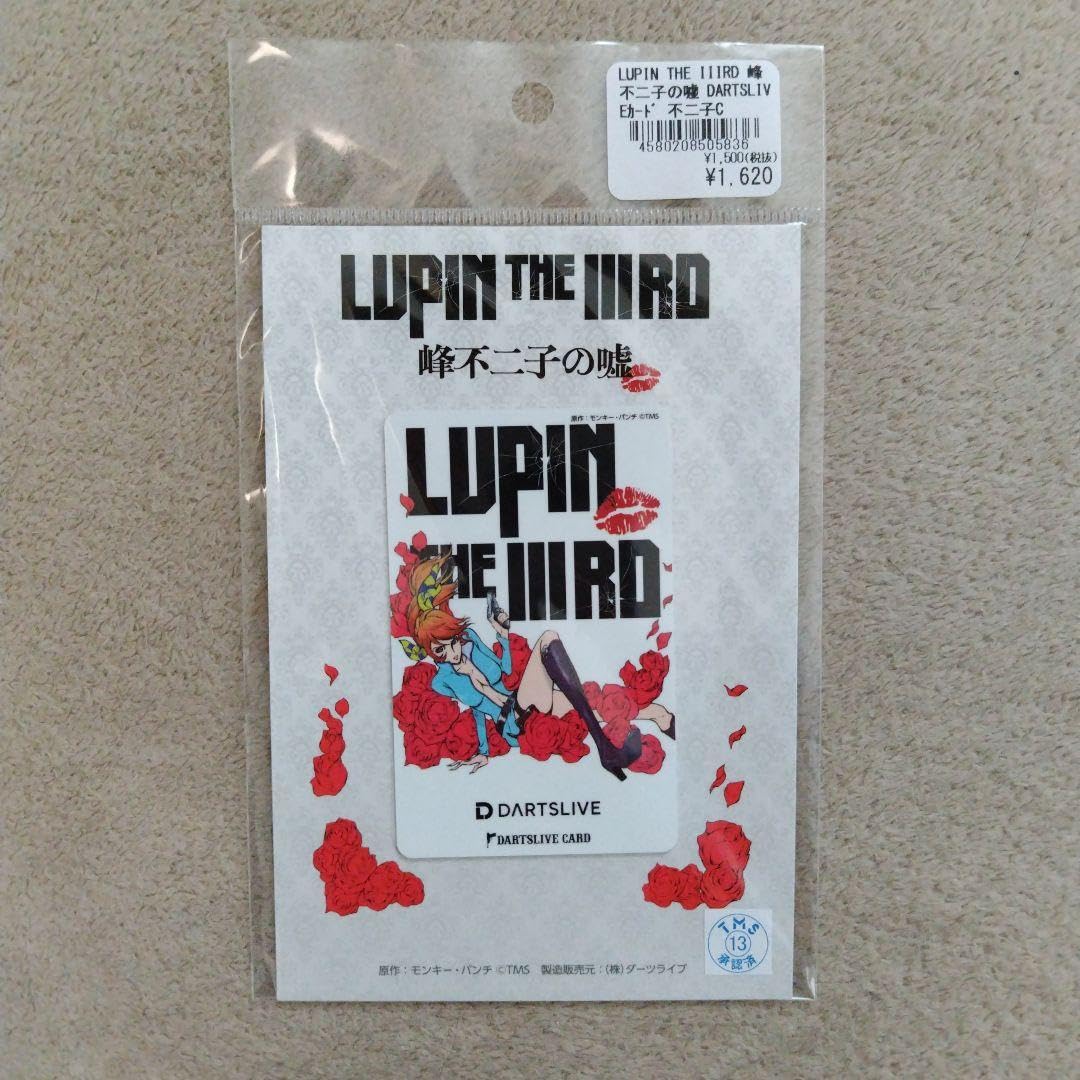 LUPIN THE IIIRD 峰
不二子の嘘 DARTSLIV
Eｶｰﾄﾞ 不二子C
4580208505836
¥1,500(税抜)
¥1,620
LUPIN THE IIIRD
峰不二子の嘘
原作：モンキー・パンチ ©TMS
LUPIN
THE IIIRD
D DARTSLIVE
DARTSLIVE CARD
TMS
13
承認済
原作：モンキー・パンチ ©TMS 製造販売元：(株)ダーツライブ